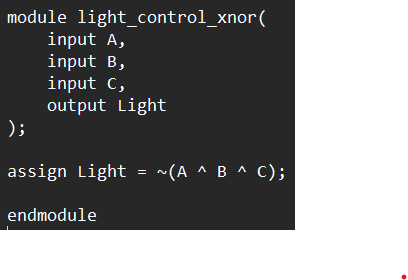 module light_control_xnor(
    input A,
    input B,
    input C,
    output Light
);
assign Light = ~(A ^ B ^ C);
endmodule